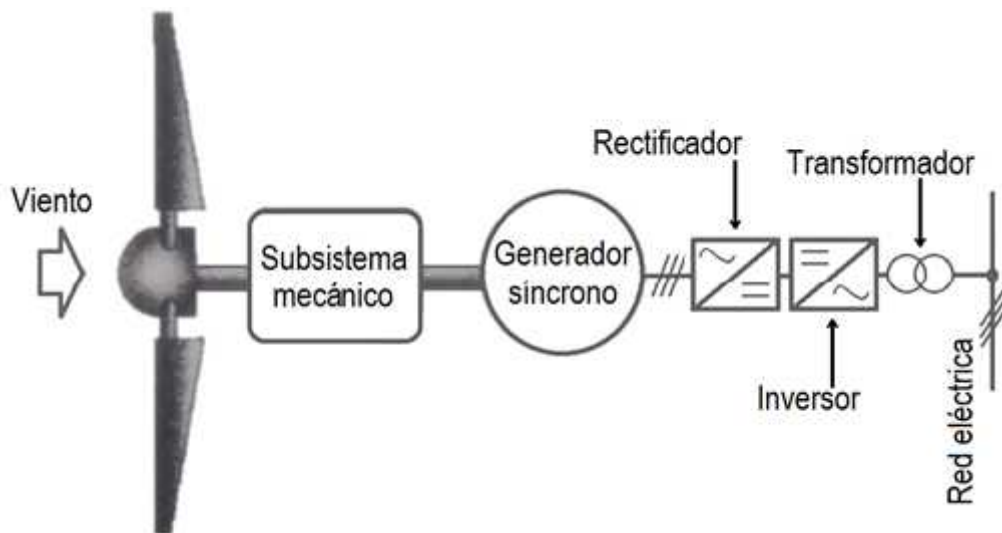 Viento
Subsistema
mecánico
Generador
síncrono
Rectificador
Inversor
Transformador
Red eléctrica